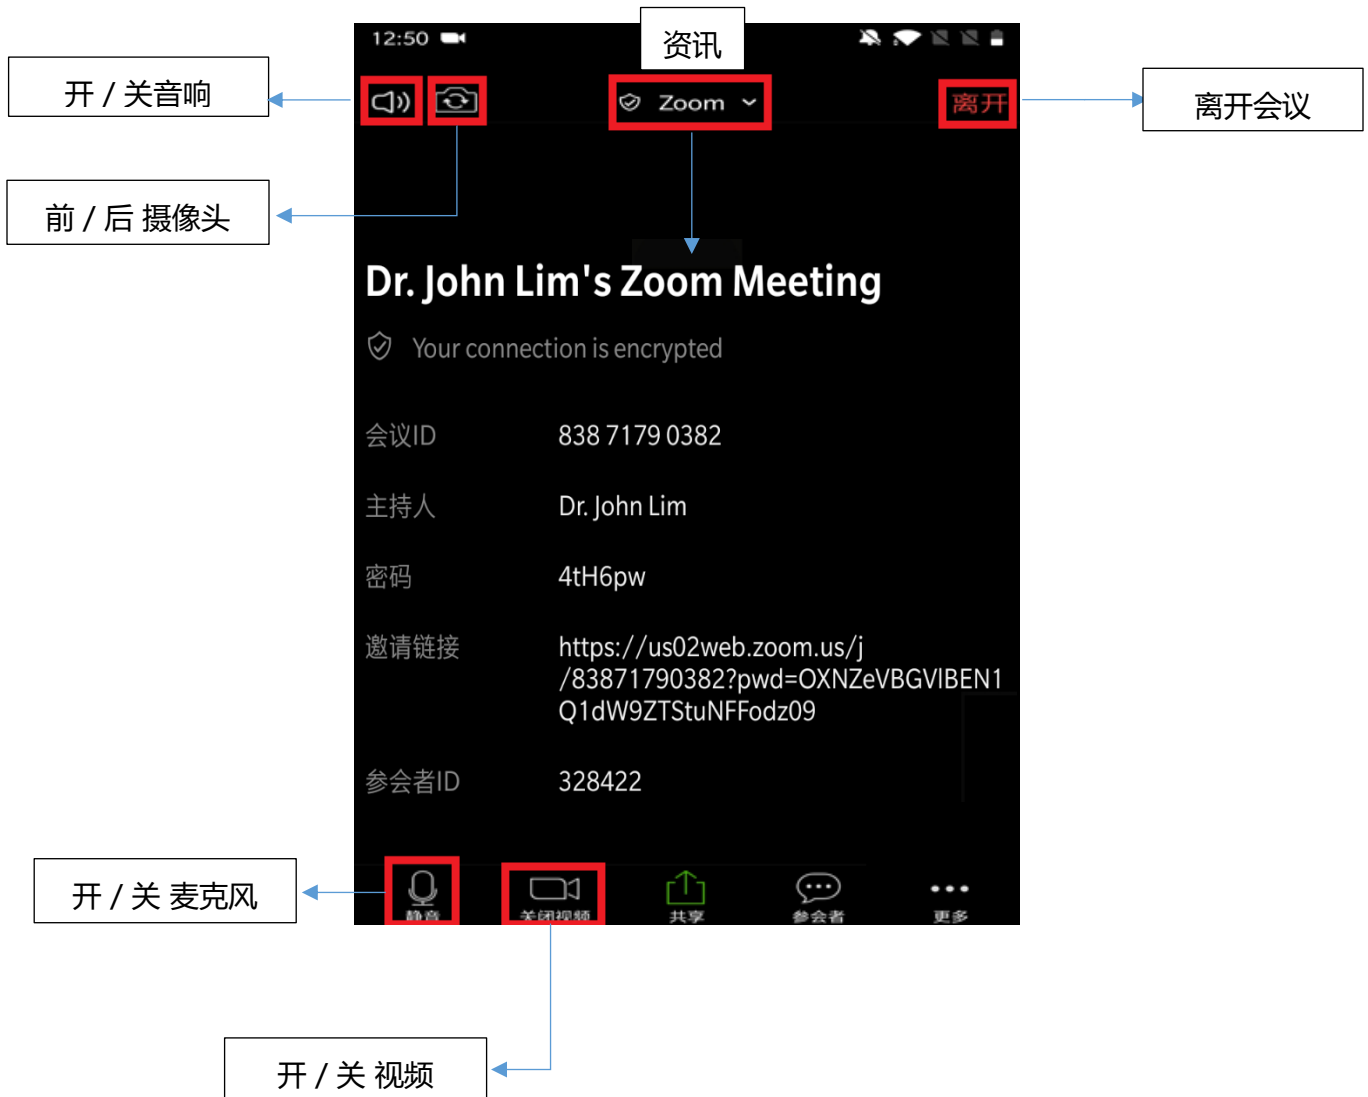 12:50
资讯
开 / 关音响
Zoom
离开
离开会议
前 / 后 摄像头
Dr. John Lim's Zoom Meeting
Your connection is encrypted
会议ID
838 7179 0382
主持人
Dr. John Lim
密码
4tH6pw
邀请链接
https://us02web.zoom.us/j
/83871790382?pwd=OXNZeVBGVlBEN1
Q1dW9ZTStuNFFodz09
参会者ID
328422
开 / 关 麦克风
静音
关闭视频
共享
参会者
更多
开 / 关 视频